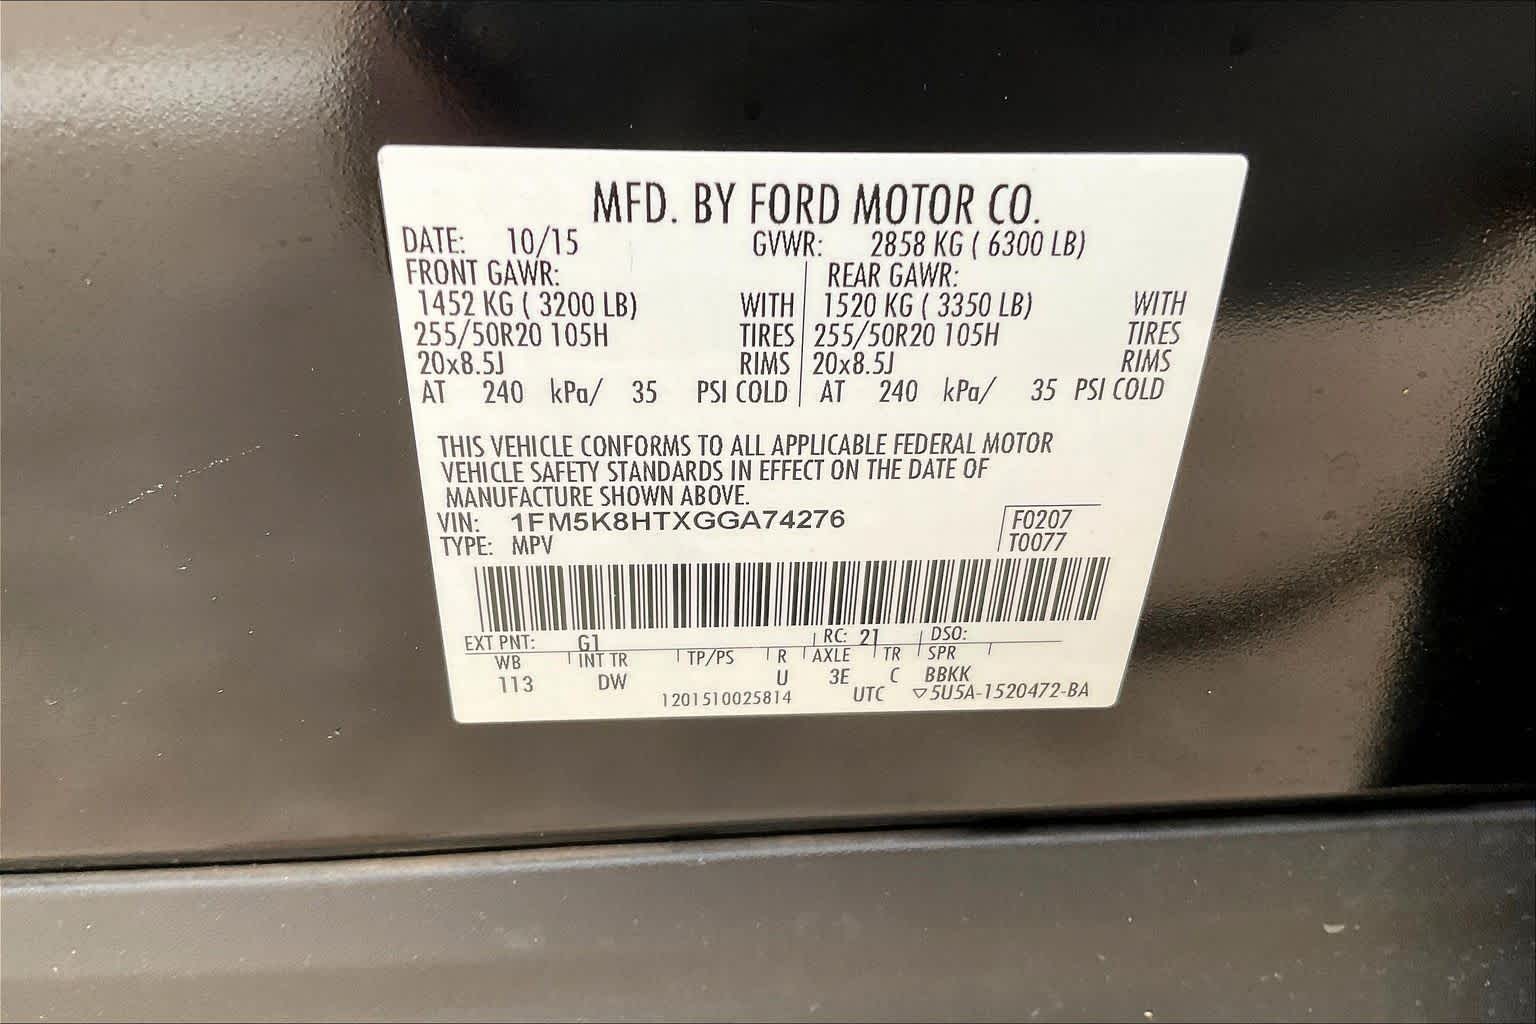 MFD. BY FORD MOTOR CO.
DATE: 10/15 GVWR: 2858 KG ( 6300 LB)
FRONT GAWR: REAR GAWR:
1452 KG ( 3200 LB) WITH 1520 KG ( 3350 LB) WITH
255/50R20 105H TIRES 255/50R20 105H TIRES
20x8.5J RIMS 20x8.5J RIMS
AT 240 kPa/ 35 PSI COLD AT 240 kPa/ 35 PSI COLD
THIS VEHICLE CONFORMS TO ALL APPLICABLE FEDERAL MOTOR
VEHICLE SAFETY STANDARDS IN EFFECT ON THE DATE OF
MANUFACTURE SHOWN ABOVE.
VIN: 1FM5K8HTXGGA74276 F0207
TYPE: MPV T0077
EXT PNT: G1 RC: 21 DSO:
WB INT TR TP/PS R AXLE TR SPR
113 DW U 3E C BBKK
1201510025814 UTC ▽5U5A-1520472-BA